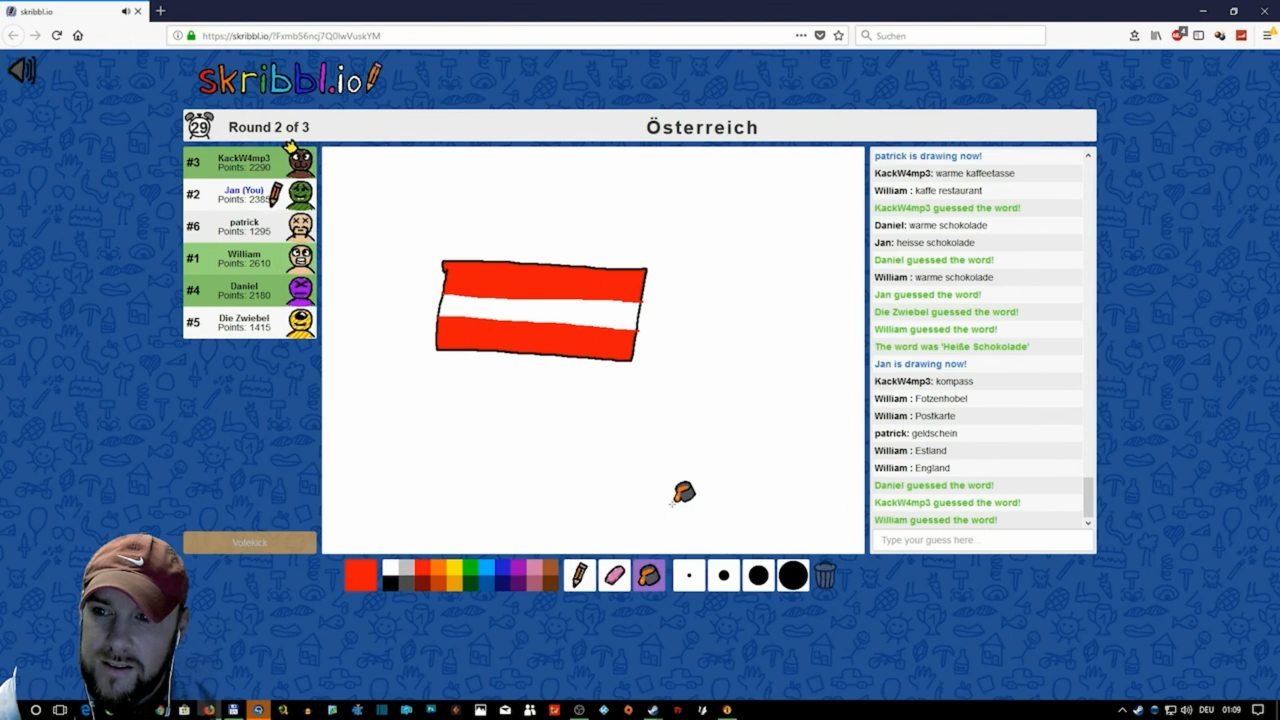 skribbl.io
https://skribbl.io/?Fxmb56ncj7Q0lwVuskYM
Suchen
4
skribbl.io
29
Round 2 of 3
Österreich
#3 KackW4mp3
Points: 2290
#2 Jan (You)
Points: 2385
#6 patrick
Points: 1295
#1 William
Points: 2610
#4 Daniel
Points: 2180
#5 Die Zwiebel
Points: 1415
Votekick
patrick is drawing now!
KackW4mp3: warme kaffeetasse
William : kaffe restaurant
KackW4mp3 guessed the word!
Daniel: warme schokolade
Jan: heisse schokolade
Daniel guessed the word!
William : warme schokolade
Jan guessed the word!
Die Zwiebel guessed the word!
William guessed the word!
The word was 'Heiße Schokolade'
Jan is drawing now!
KackW4mp3: kompass
William : Fotzenhobel
William : Postkarte
patrick: geldschein
William : Estland
William : England
Daniel guessed the word!
KackW4mp3 guessed the word!
William guessed the word!
Type your guess here...
DEU 01:09